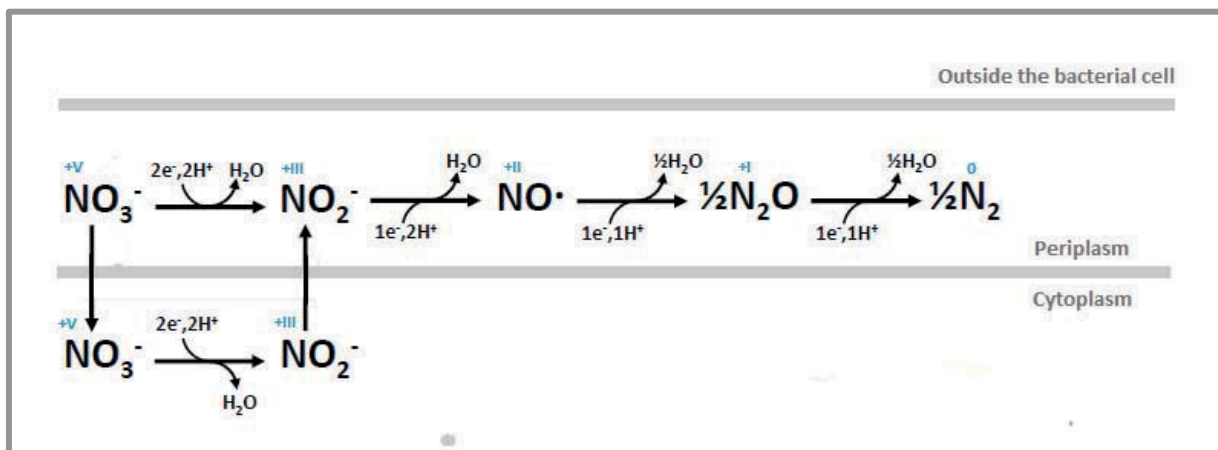 Outside the bacterial cell
+V 2e⁻,2H⁺ H₂O +III H₂O +II ½H₂O +I ½H₂O 0
NO₃⁻ NO₂⁻ NO· ½N₂O ½N₂
1e⁻,2H⁺ 1e⁻,1H⁺ 1e⁻,1H⁺
Periplasm
Cytoplasm
+V 2e⁻,2H⁺ +III
NO₃⁻ NO₂⁻
H₂O